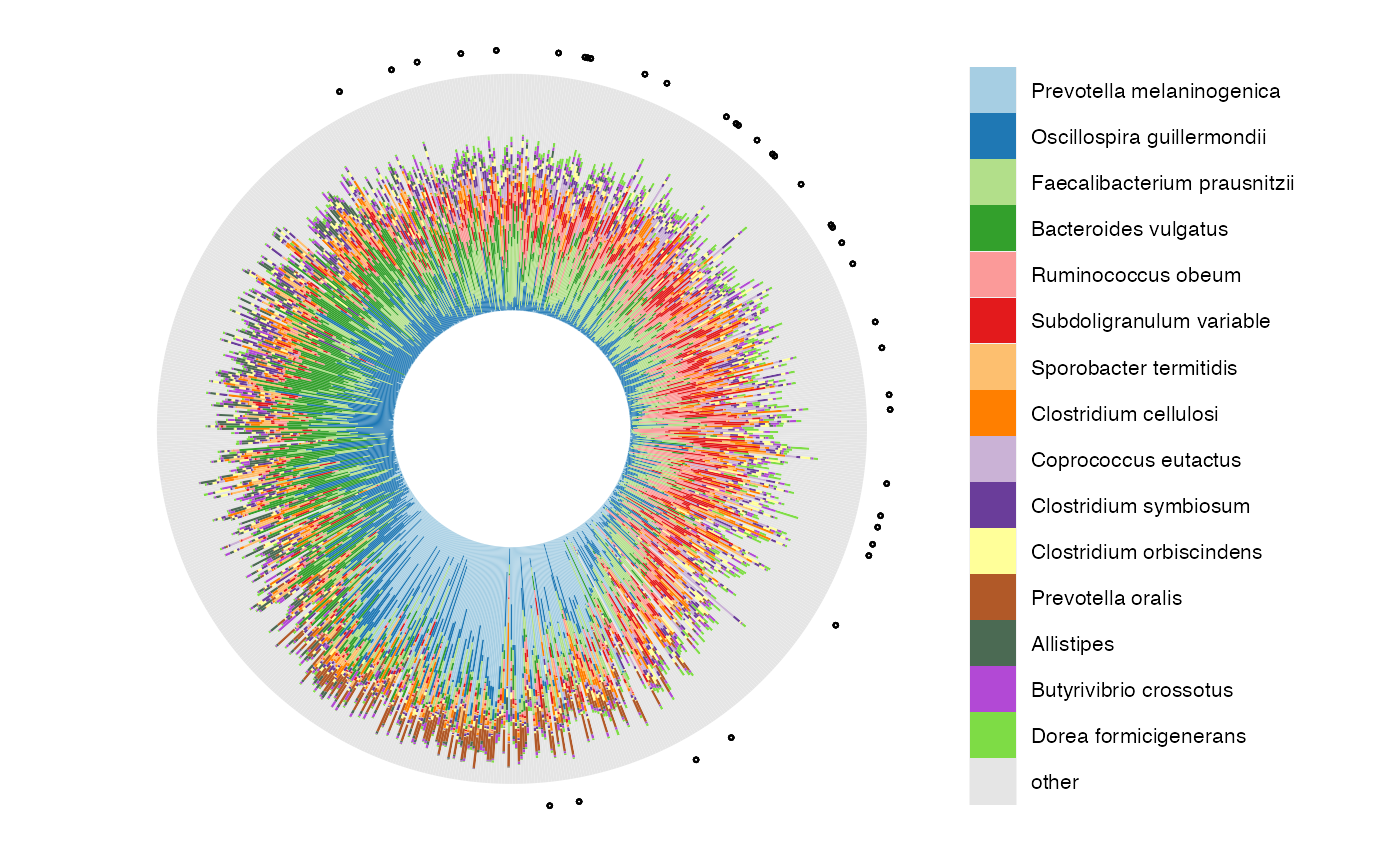 Prevotella melaninogenica
Oscillospira guillermondii
Faecalibacterium prausnitzii
Bacteroides vulgatus
Ruminococcus obeum
Subdoligranulum variable
Sporobacter termitidis
Clostridium cellulosi
Coprococcus eutactus
Clostridium symbiosum
Clostridium orbiscindens
Prevotella oralis
Allistipes
Butyrivibrio crossotus
Dorea formicigenerans
other